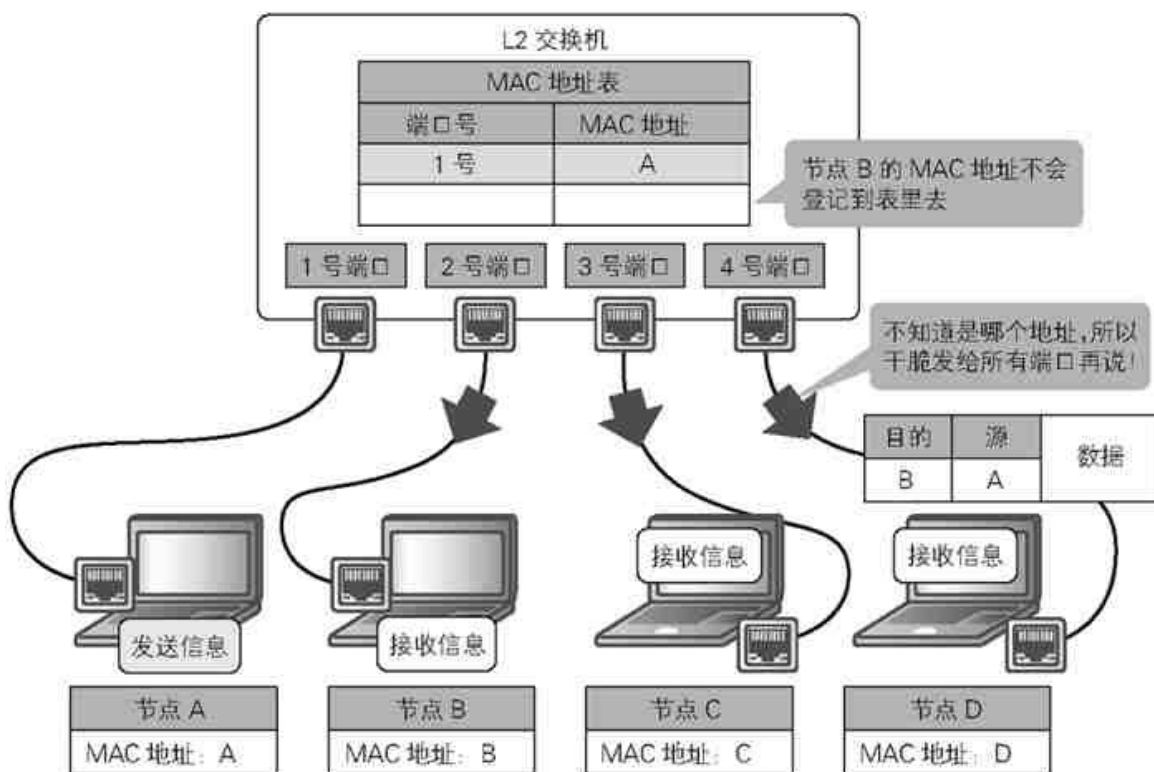 L2 交换机
MAC 地址表
端口号
MAC 地址
1 号
A
节点 B 的 MAC 地址不会
登记到表里去
1 号端口
2 号端口
3 号端口
4 号端口
不知道是哪个地址,所以
干脆发给所有端口再说!
目的
源
数据
B
A
发送信息
接收信息
接收信息
接收信息
节点 A
MAC 地址: A
节点 B
MAC 地址: B
节点 C
MAC 地址: C
节点 D
MAC 地址: D